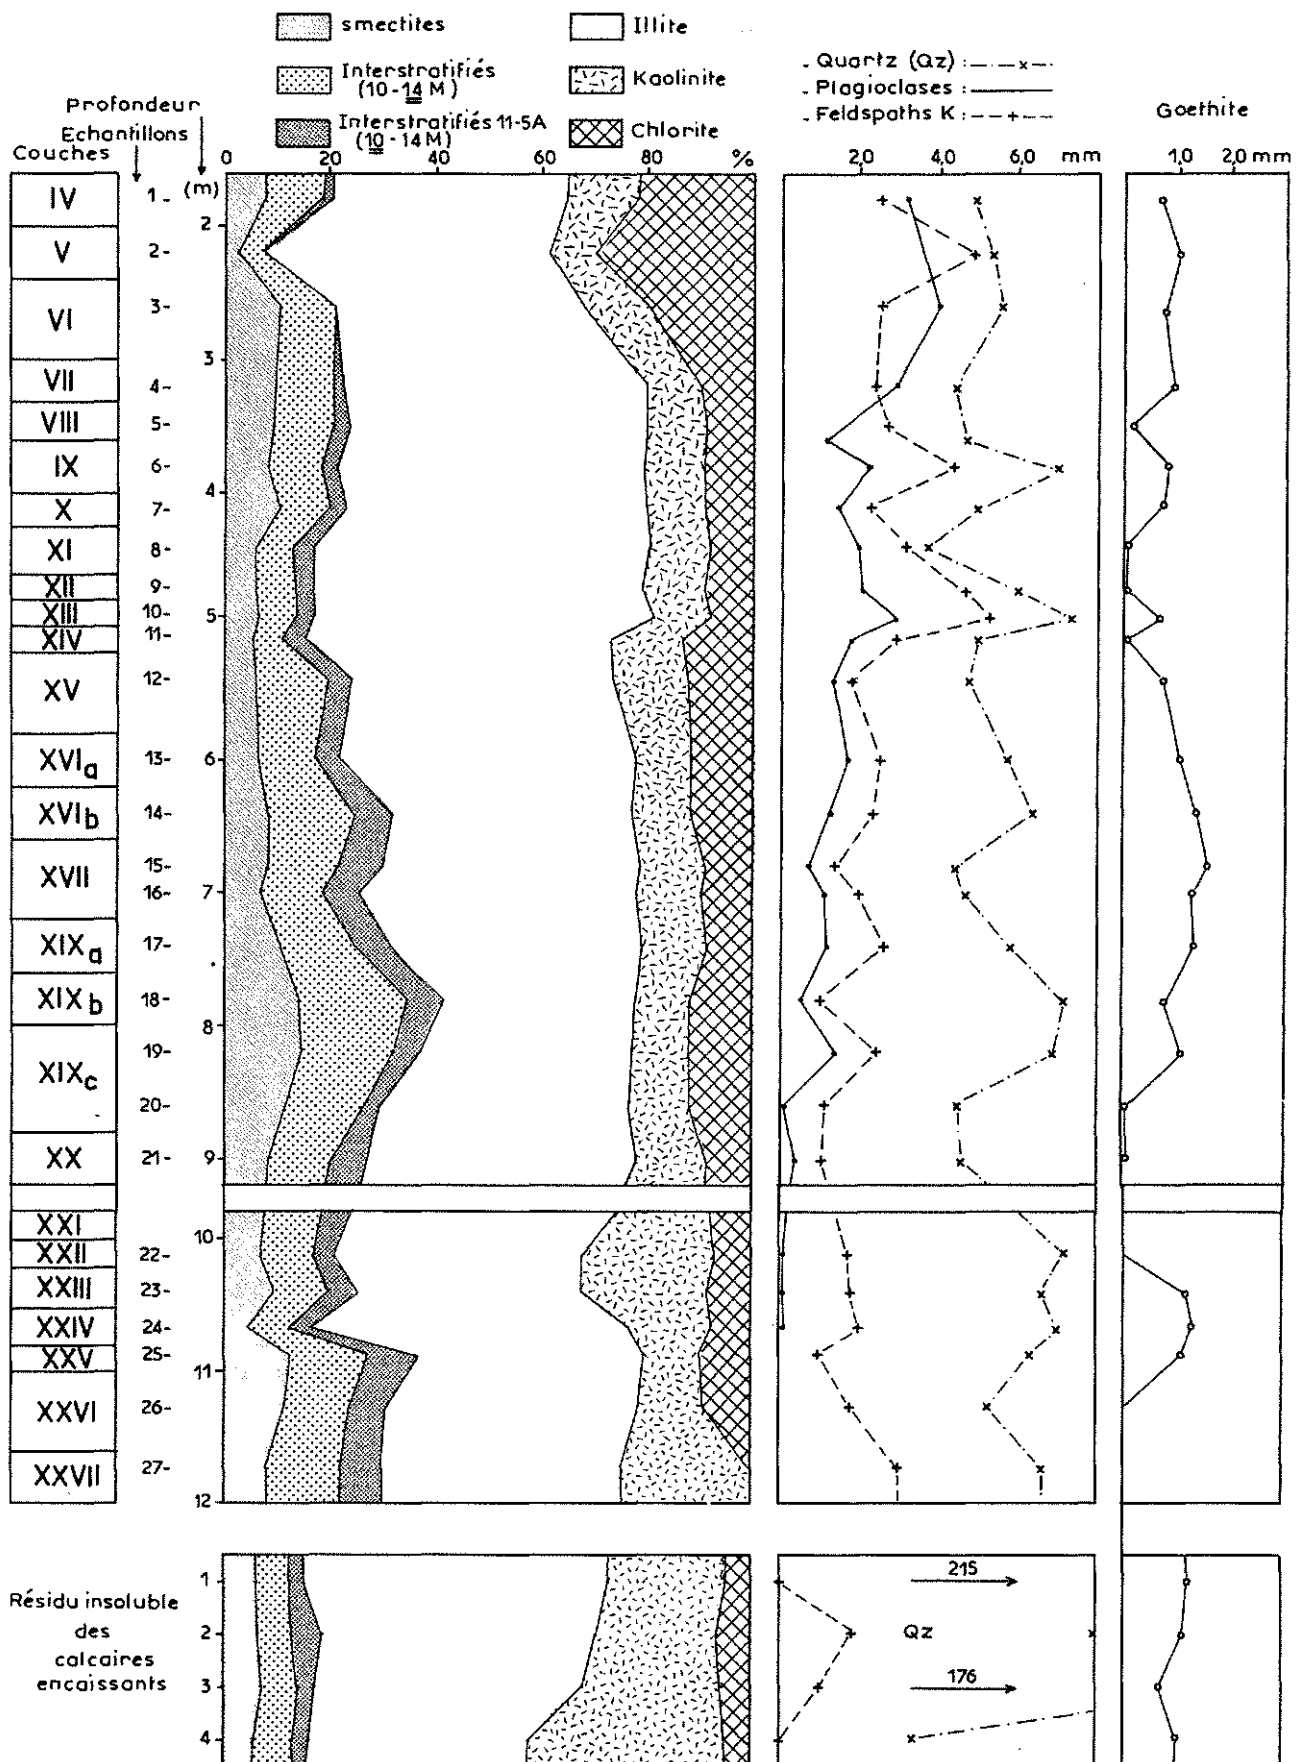 smectites
Illite
Interstratifiés
(10-14 M)
Kaolinite
Interstratifiés 11-5A
(10-14M)
Chlorite
. Quartz (Qz) :
. Plagioclases :
. Feldspaths K :
Goethite
Profondeur
Echantillons
Couches
(m)
0 20 40 60 80 %
2,0 4,0 6,0 mm
1,0 2,0 mm
IV 1-
2
V 2-
VI 3-
3
VII 4-
VIII 5-
IX 6-
4
X 7-
XI 8-
XII 9-
XIII 10-
5
XIV 11-
XV 12-
XVIa 13- 6
XVIb 14-
XVII 15-
16- 7
XIXa 17-
XIXb 18-
8
XIXc 19-
20-
XX 21- 9
XXI
10
XXII 22-
XXIII 23-
XXIV 24-
XXV 25-
11
XXVI 26-
XXVII 27-
12
Résidu insoluble
des
calcaires
encaissants
1
2
3
4
215
Qz
176